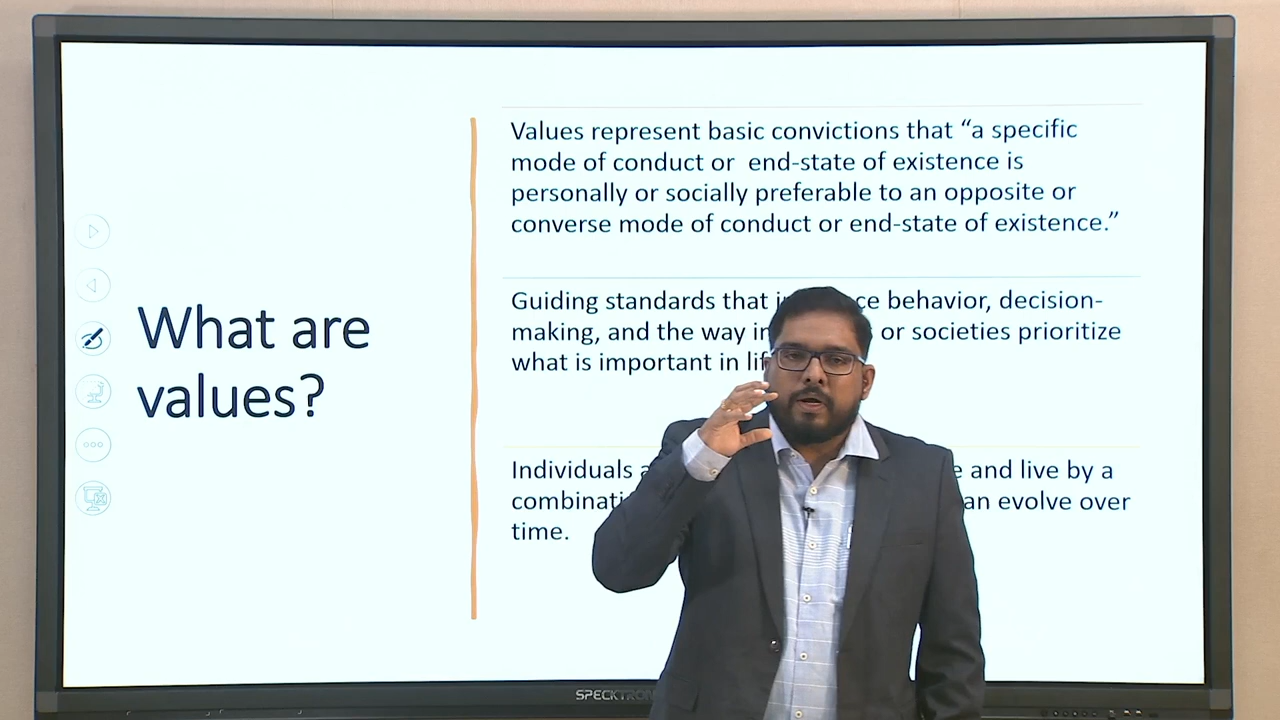 What are
values?
Values represent basic convictions that “a specific
mode of conduct or end-state of existence is
personally or socially preferable to an opposite or
converse mode of conduct or end-state of existence.”
Guiding standards that behavior, decision-
making, and the way or societies prioritize
what is important in
Individuals and live by a
evolve over
time.
SPECKTRON